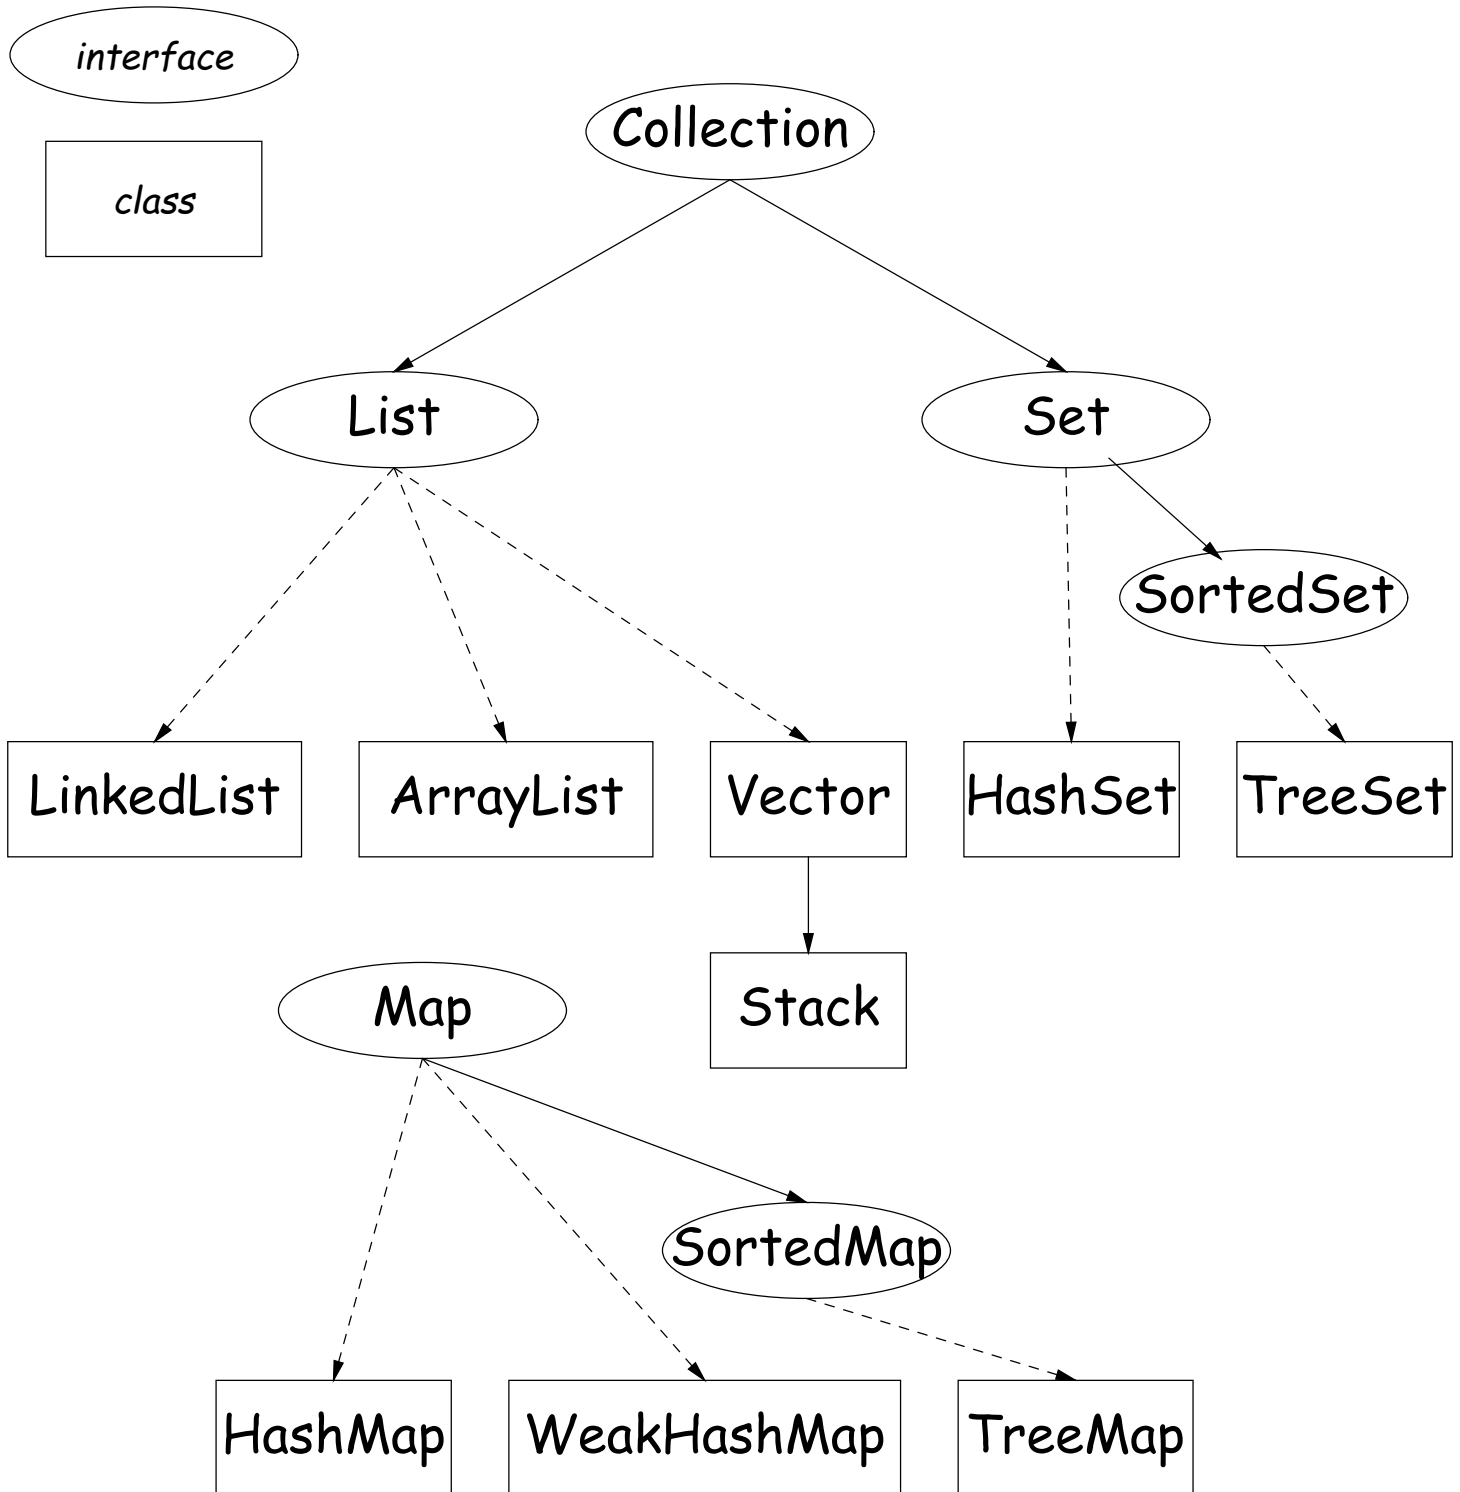 interface
class
Collection
List
Set
SortedSet
LinkedList
ArrayList
Vector
HashSet
TreeSet
Map
Stack
SortedMap
HashMap
WeakHashMap
TreeMap